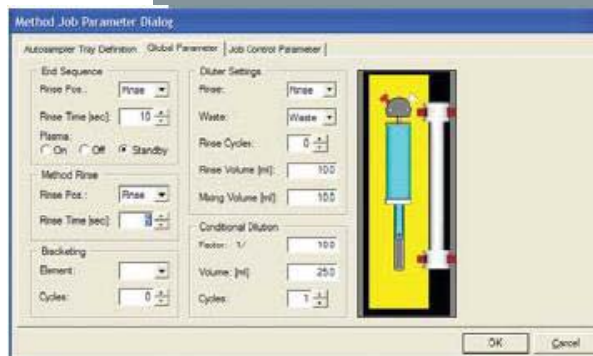 Method Job Parameter Dialog
Autosampler Tray Definition | Global Parameter | Job Control Parameter
End Sequence
Rinse Pos.: Rinse
Rinse Time [sec]: 10
Plasma:
On Off Standby
Method Rinse
Rinse Pos.: Rinse
Rinse Time [sec]:
Bracketing
Element:
Cycles: 0
Diluter Settings
Rinse: Rinse
Waste: Waste
Rinse Cycles: 0
Rinse Volume [ml]: 10.0
Mixing Volume [ml]: 10.0
Conditional Dilution
Factor: 1/ 10.0
Volume: [ml] 25.0
Cycles: 1
OK Cancel